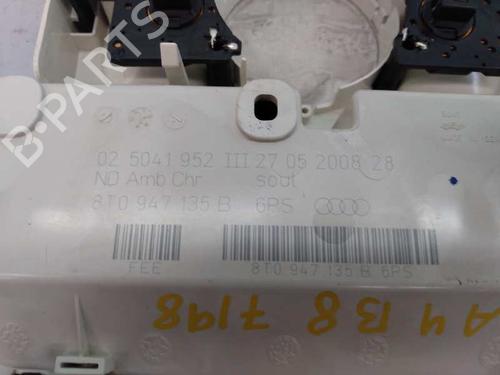 B-PARTS
02 5041 952 III 27 05 2008 28
ND Amb Chr soul
8T0 947 135 B 6PS
FEE 8T0 947 135 B 6PS
A4 B8 7198